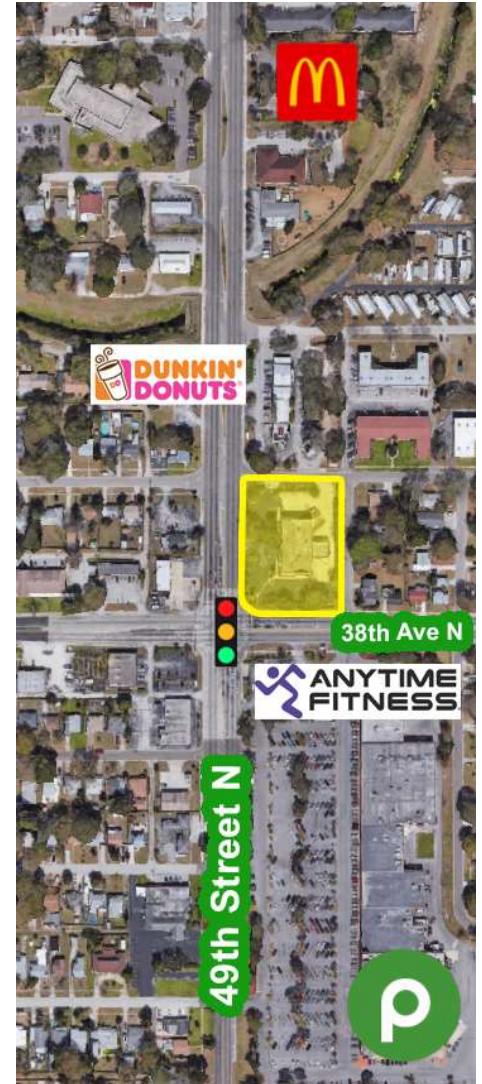 DUNKIN'
DONUTS
38th Ave N
ANYTIME
FITNESS
49th Street N